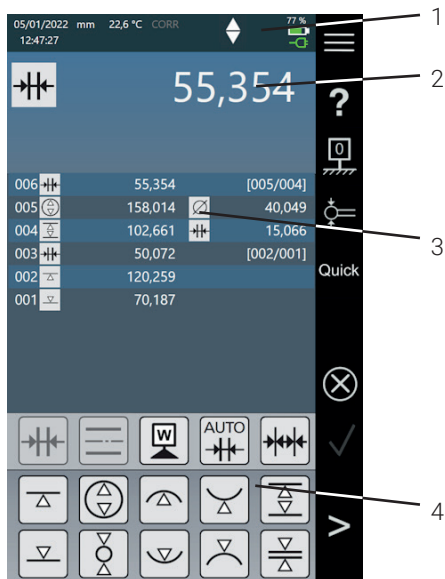 05/01/2022 mm 22,6 °C CORR 77 %
12:47:27
1
55,354
2
?
0
006 55,354 [005/004]
005 158,014 40,049
004 102,661 15,066
3
003 50,072 [002/001]
002 120,259
Quick
001 70,187
W
AUTO
4
>